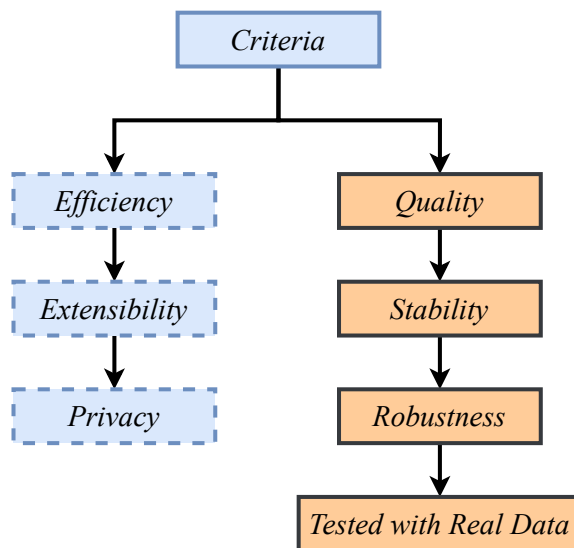 Criteria
Efficiency
Quality
Extensibility
Stability
Privacy
Robustness
Tested with Real Data